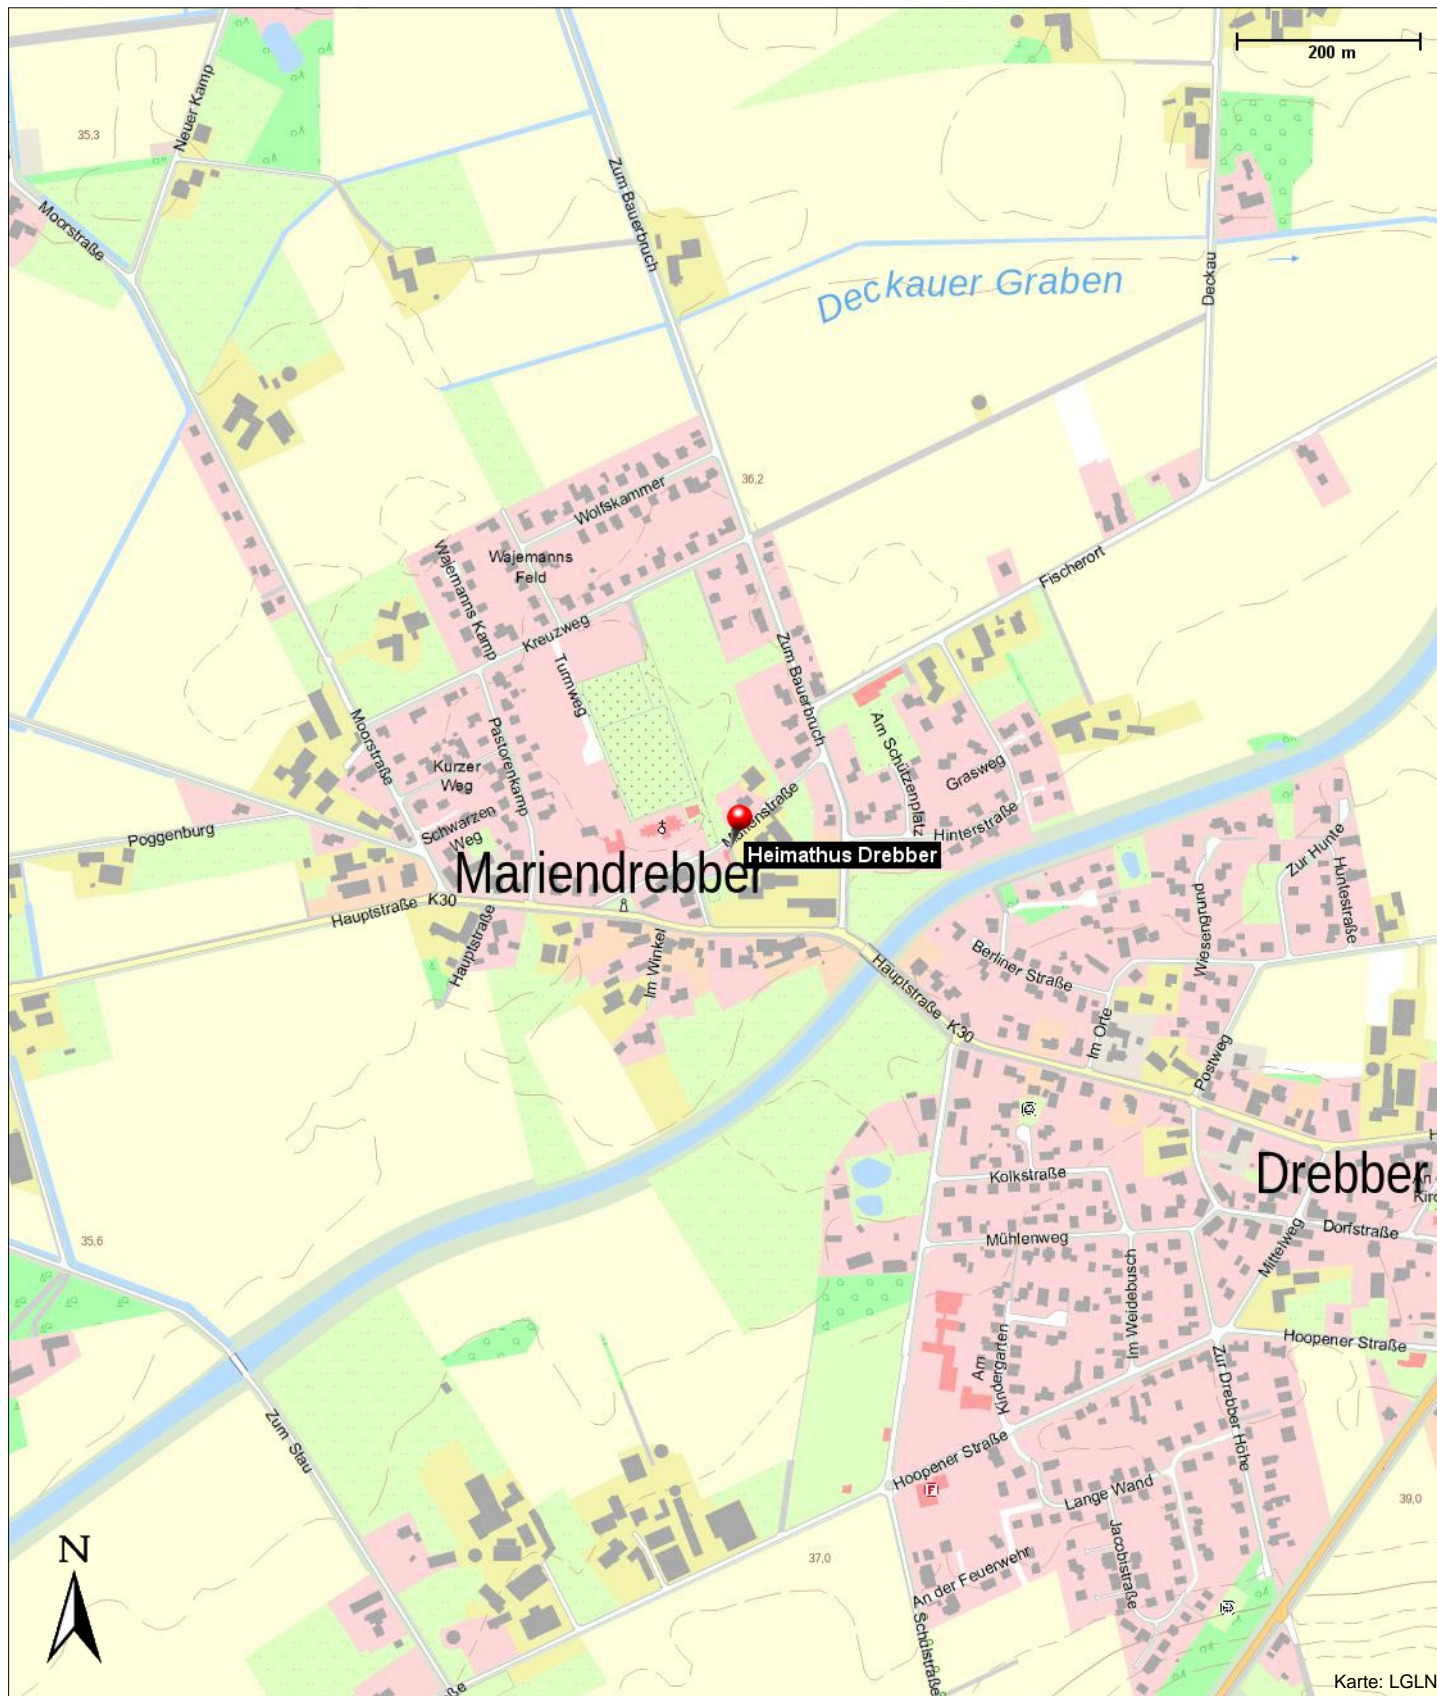 200 m
Neuer Kamp
35,3
Moorstraße
Zum Bauerbruch
Deckauer Graben
Deckau
36,2
Wolfskammer
Wajemanns
Feld
Wajemanns Kamp
Kreuzweg
Turmweg
Fischerort
Zum Bauerbruch
Moorstraße
Pastorenkamp
Kurzer
Weg
Schwarzen
Weg
Am Schützenplatz
Grasweg
Hinterstraße
Poggenburg
Heimathus Drebber
Mariendrebber
Hauptstraße K30
Hauptstraße
Im Winkel
Hauptstraße K30
Berliner Straße
Wiesengrund
Zur Hunte
Huntestraße
Im Orte
Postweg
Kolkstraße
Drebber
Mühlenweg
Dorfstraße
Mittelweg
35,6
Im Weidebusch
Am
Kindergarten
Hoopener Straße
Zur Drebber Höhe
Zum Stau
Hoopener Straße
F
Lange Wand
Jacobistraße
39,0
37,0
An der Feuerwehr
Schulstraße
N
Karte: LGLN